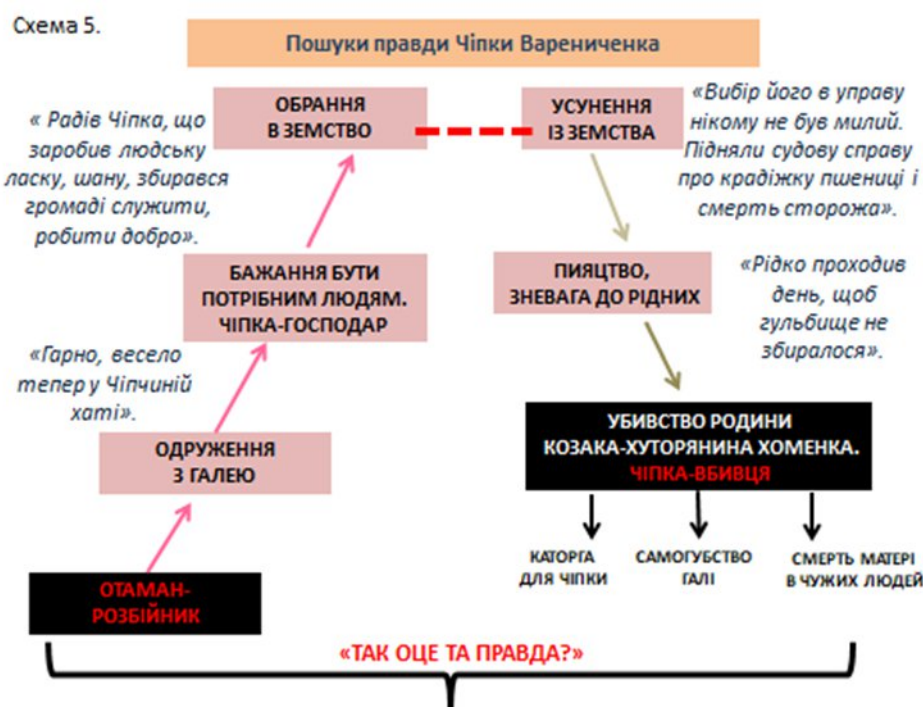 Схема 5.
Пошуки правди Чіпки Варениченка
« Радів Чіпка, що
заробив людську
ласку, шану, збирався
громаді служити,
робити добро».
ОБРАННЯ
В ЗЕМСТВО
УСУНЕННЯ
ІЗ ЗЕМСТВА
«Вибір його в управу
нікому не був милий.
Підняли судову справу
про крадіжку пшениці і
смерть сторожа».
БАЖАННЯ БУТИ
ПОТРІБНИМ ЛЮДЯМ.
ЧІПКА-ГОСПОДАР
ПИЯЦТВО,
ЗНЕВАГА ДО РІДНИХ
«Рідко проходив
день, щоб
гульбище не
збиралося».
«Гарно, весело
тепер у Чіпчиній
хаті».
ОДРУЖЕННЯ
З ГАЛЕЮ
УБИВСТВО РОДИНИ
КОЗАКА-ХУТОРЯНИНА ХОМЕНКА.
ЧІПКА-ВБИВЦЯ
КАТОРГА
ДЛЯ ЧІПКИ
САМОГУБСТВО
ГАЛІ
СМЕРТЬ МАТЕРІ
В ЧУЖИХ ЛЮДЕЙ
ОТАМАН-
РОЗБІЙНИК
«ТАК ОЦЕ ТА ПРАВДА?»